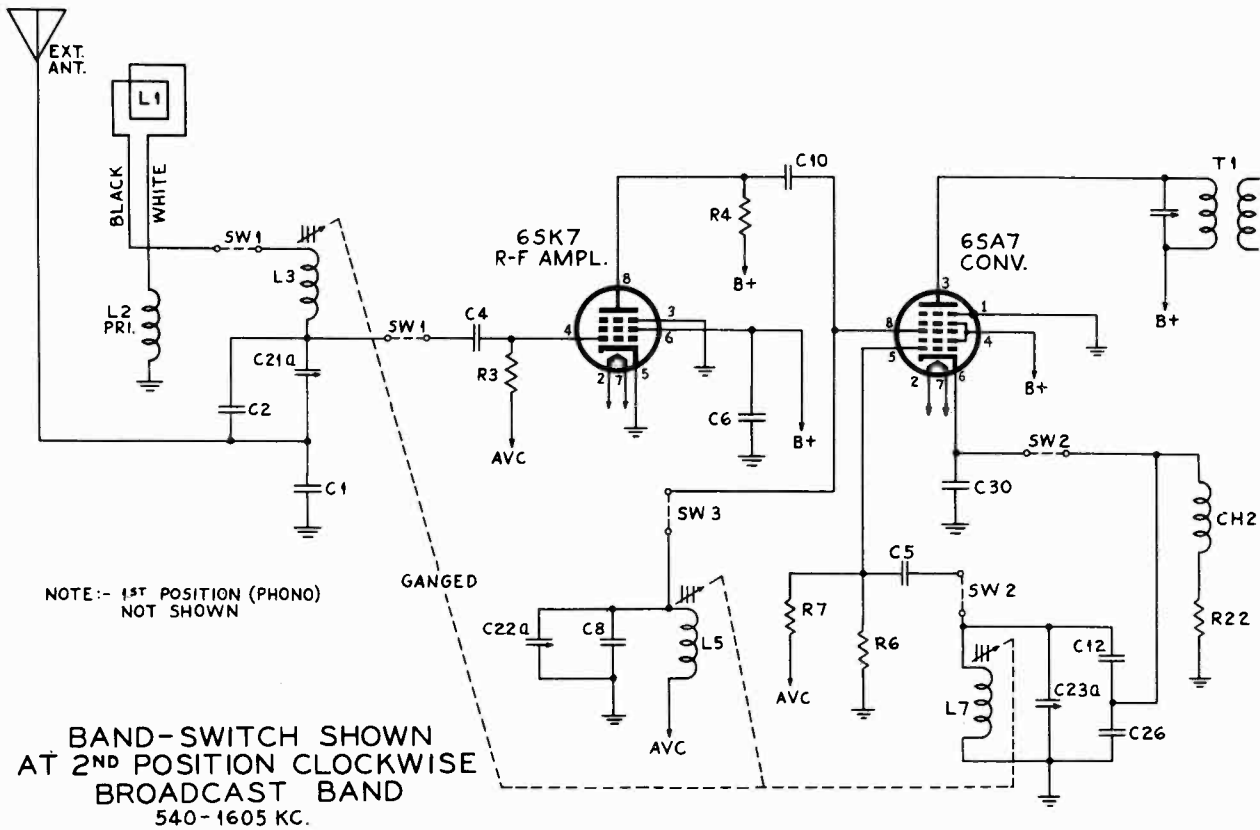 EXT.
ANT.
L1
BLACK
WHITE
SW1
L3
L2
PRI.
C21a
C2
C1
SW1
C4
R3
AVC
6SK7
R-F AMPL.
8
3
4
6
2
7
5
C6
B+
R4
B+
C10
6SA7
CONV.
3
1
8
4
5
2
7
6
B+
T1
B+
SW2
C30
CH2
R22
SW3
GANGED
C22a
C8
L5
AVC
C5
SW2
R7
R6
AVC
L7
C23a
C12
C26
NOTE:- 1ST POSITION (PHONO)
NOT SHOWN
BAND-SWITCH SHOWN
AT 2ND POSITION CLOCKWISE
BROADCAST BAND
540-1605 KC.